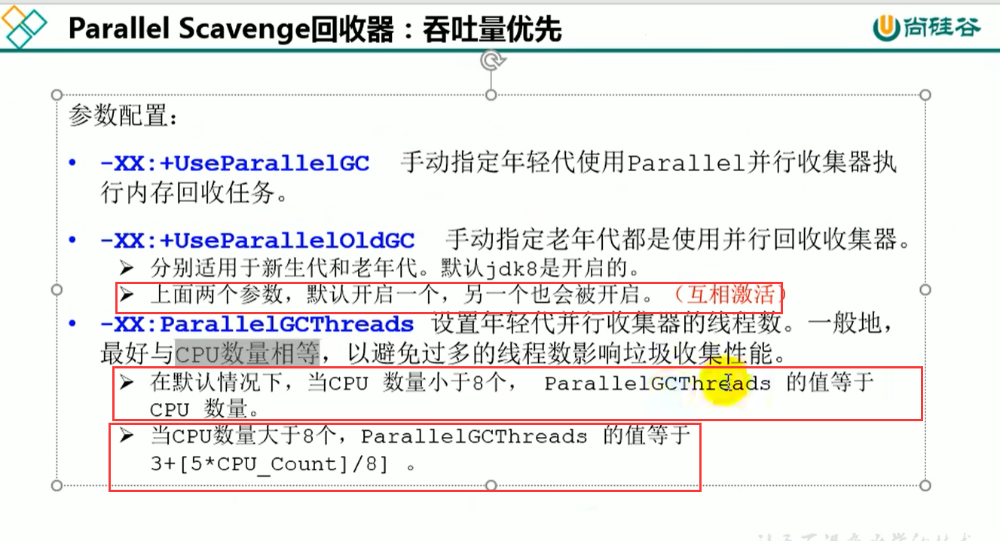 Parallel Scavenge回收器：吞吐量优先
尚硅谷
参数配置：
• -XX:+UseParallelGC 手动指定年轻代使用Parallel并行收集器执
行内存回收任务。
• -XX:+UseParallelOldGC 手动指定老年代都是使用并行回收收集器。
➢ 分别适用于新生代和老年代。默认jdk8是开启的。
➢ 上面两个参数，默认开启一个，另一个也会被开启。（互相激活）
• -XX:ParallelGCThreads 设置年轻代并行收集器的线程数。一般地，
最好与CPU数量相等，以避免过多的线程数影响垃圾收集性能。
➢ 在默认情况下，当CPU 数量小于8个， ParallelGCThreads 的值等于
CPU 数量。
➢ 当CPU数量大于8个，ParallelGCThreads 的值等于
3+[5*CPU_Count]/8] 。